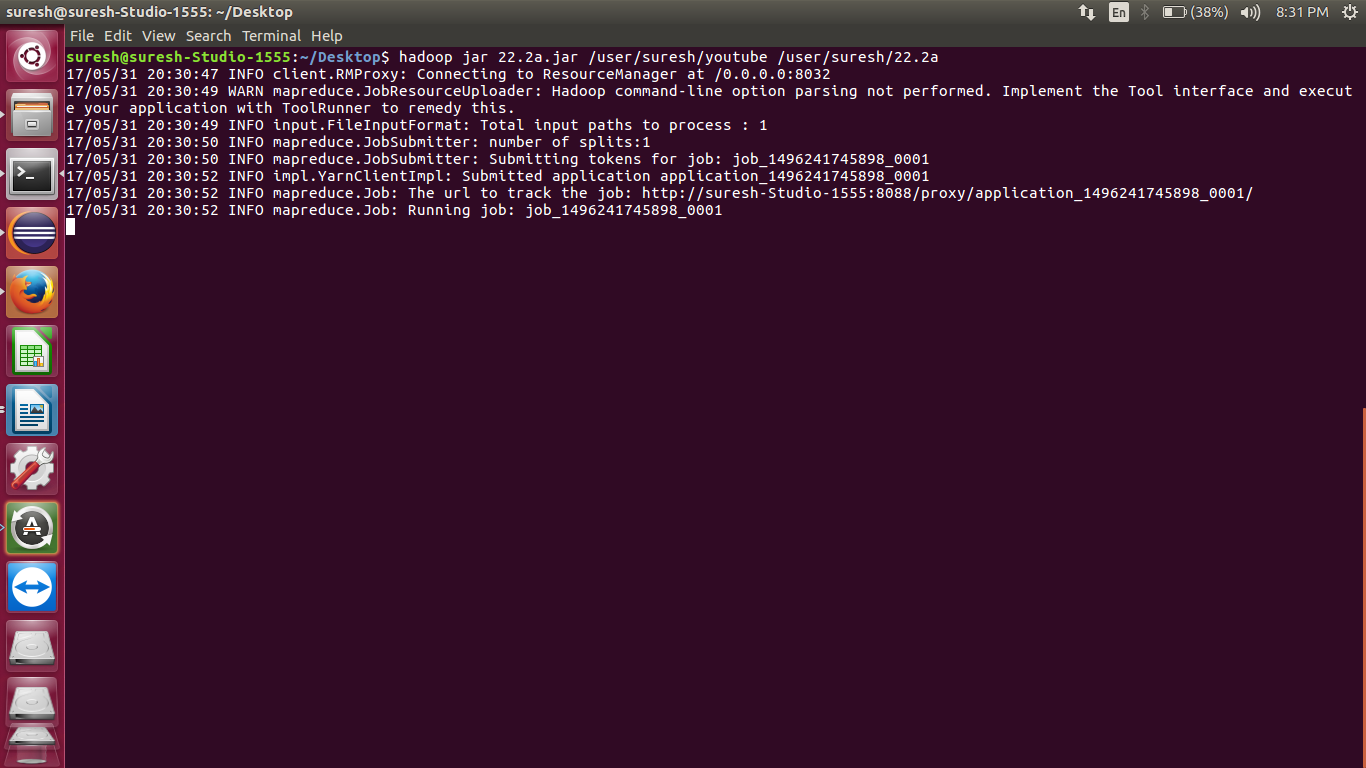 suresh@suresh-Studio-1555: ~/Desktop
En
(38%)
8:31 PM
File Edit View Search Terminal Help
suresh@suresh-Studio-1555:~/Desktop$ hadoop jar 22.2a.jar /user/suresh/youtube /user/suresh/22.2a
17/05/31 20:30:47 INFO client.RMProxy: Connecting to ResourceManager at /0.0.0.0:8032
17/05/31 20:30:49 WARN mapreduce.JobResourceUploader: Hadoop command-line option parsing not performed. Implement the Tool interface and execut
e your application with ToolRunner to remedy this.
17/05/31 20:30:49 INFO input.FileInputFormat: Total input paths to process : 1
17/05/31 20:30:50 INFO mapreduce.JobSubmitter: number of splits:1
17/05/31 20:30:50 INFO mapreduce.JobSubmitter: Submitting tokens for job: job_1496241745898_0001
17/05/31 20:30:52 INFO impl.YarnClientImpl: Submitted application application_1496241745898_0001
17/05/31 20:30:52 INFO mapreduce.Job: The url to track the job: http://suresh-Studio-1555:8088/proxy/application_1496241745898_0001/
17/05/31 20:30:52 INFO mapreduce.Job: Running job: job_1496241745898_0001